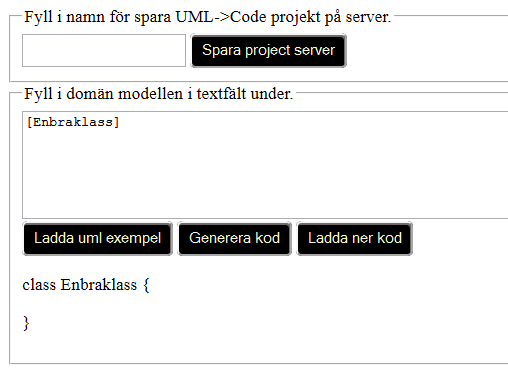 Fyll i namn för spara UML->Code projekt på server.
Spara project server
Fyll i domän modellen i textfält under.
[Enbraklass]
Ladda uml exempel Generera kod Ladda ner kod
class Enbraklass {
}